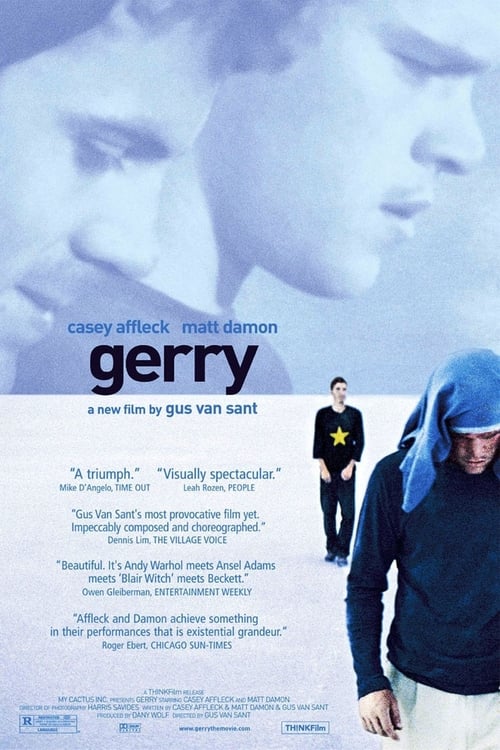 casey affleck matt damon
gerry
a new film by gus van sant
"A triumph." "Visually spectacular."
Mike D'Angelo, TIME OUT Leah Rozen, PEOPLE
"Gus Van Sant's most provocative film yet.
Impeccably composed and choreographed."
Dennis Lim, THE VILLAGE VOICE
"Beautiful. It's Andy Warhol meets Ansel Adams
meets 'Blair Witch' meets Beckett."
Owen Gleiberman, ENTERTAINMENT WEEKLY
"Affleck and Damon achieve something
in their performances that is existential grandeur."
Roger Ebert, CHICAGO SUN-TIMES
A THINKFilm RELEASE
MY CACTUS INC. PRESENTS GERRY STARRING CASEY AFFLECK AND MATT DAMON
DIRECTOR OF PHOTOGRAPHY HARRIS SAVIDES WRITTEN BY CASEY AFFLECK & MATT DAMON & GUS VAN SANT
PRODUCED BY DANY WOLF DIRECTED BY GUS VAN SANT
R RESTRICTED
LANGUAGE
DOLBY
DIGITAL
www.gerrythemovie.com
THINKFilm